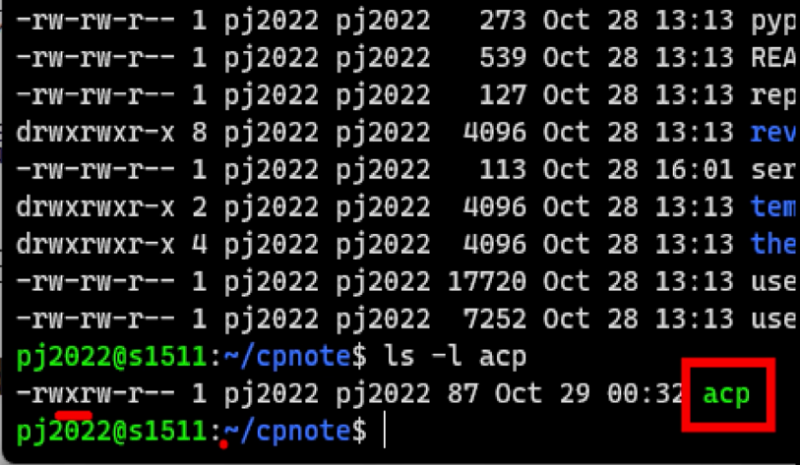 -rw-rw-r-- 1 pj2022 pj2022 273 Oct 28 13:13 pyp
-rw-rw-r-- 1 pj2022 pj2022 539 Oct 28 13:13 REA
-rw-rw-r-- 1 pj2022 pj2022 127 Oct 28 13:13 rep
drwxrwxr-x 8 pj2022 pj2022 4096 Oct 28 13:13 rev
-rw-rw-r-- 1 pj2022 pj2022 113 Oct 28 16:01 ser
drwxrwxr-x 2 pj2022 pj2022 4096 Oct 28 13:13 tem
drwxrwxr-x 4 pj2022 pj2022 4096 Oct 28 13:13 the
-rw-rw-r-- 1 pj2022 pj2022 17720 Oct 28 13:13 use
-rw-rw-r-- 1 pj2022 pj2022 7252 Oct 28 13:13 use
pj2022@s1511:~/cpnote$ ls -l acp
-rwxrw-r-- 1 pj2022 pj2022 87 Oct 29 00:32 acp
pj2022@s1511:~/cpnote$